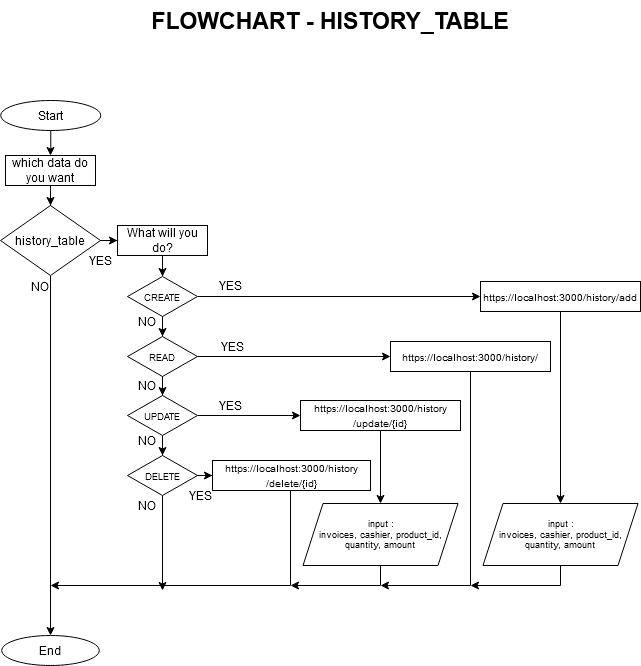 FLOWCHART - HISTORY_TABLE
Start
which data do
you want
history_table
YES
NO
What will you
do?
CREATE
YES
https://localhost:3000/history/add
NO
READ
YES
https://localhost:3000/history/
NO
UPDATE
YES
https://localhost:3000/history
/update/{id}
NO
DELETE
YES
https://localhost:3000/history
/delete/{id}
NO
input :
invoices, cashier, product_id,
quantity, amount
input :
invoices, cashier, product_id,
quantity, amount
End